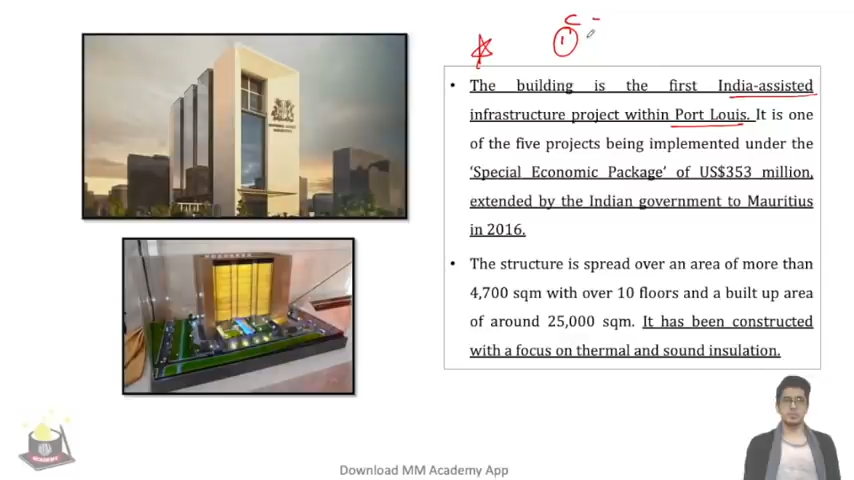 C -
1
• The building is the first India-assisted
infrastructure project within Port Louis. It is one
of the five projects being implemented under the
‘Special Economic Package’ of US$353 million,
extended by the Indian government to Mauritius
in 2016.
• The structure is spread over an area of more than
4,700 sqm with over 10 floors and a built up area
of around 25,000 sqm. It has been constructed
with a focus on thermal and sound insulation.
ACADEMY
Download MM Academy App